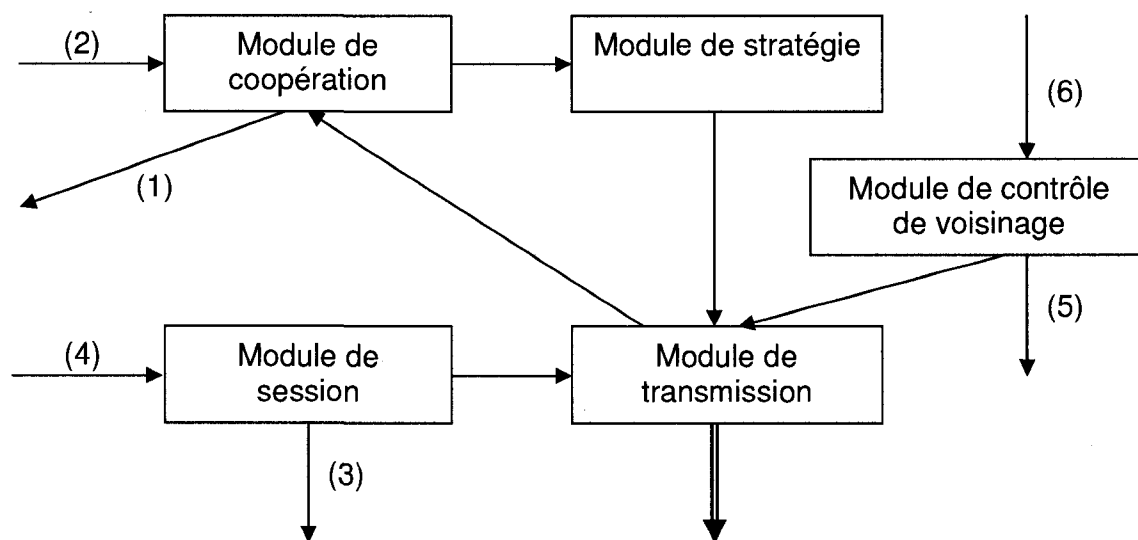 (2)
Module de
coopération
Module de stratégie
(6)
(1)
Module de contrôle
de voisinage
(5)
(4)
Module de
session
Module de
transmission
(3)